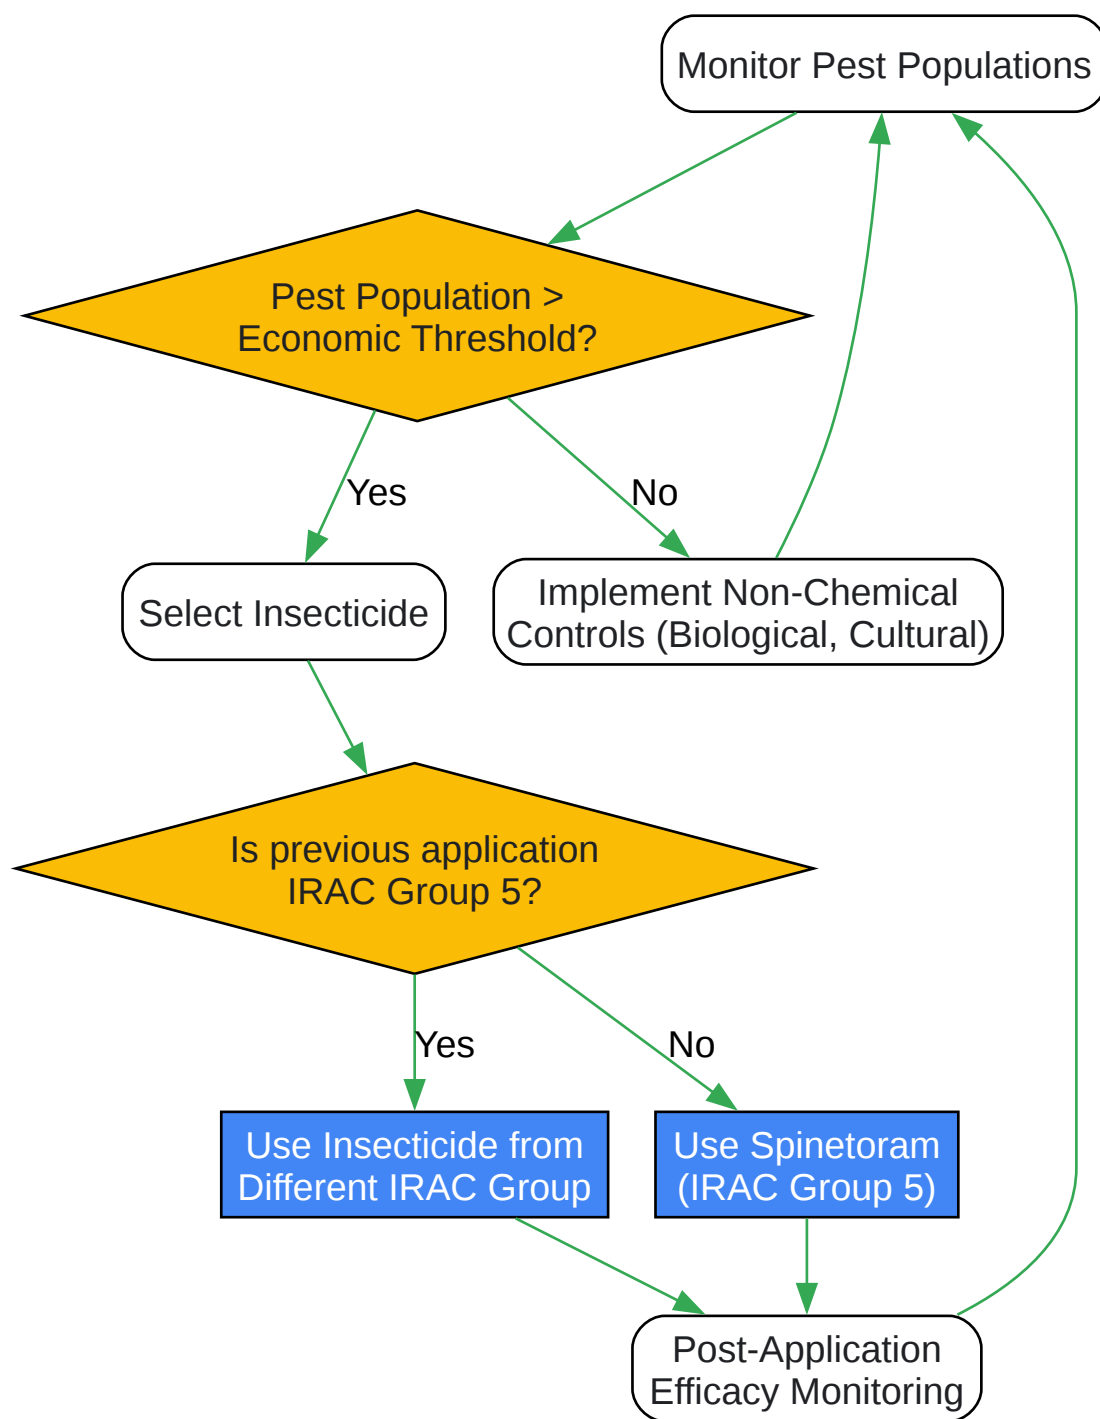 Monitor Pest Populations
Pest Population >
Economic Threshold?
Yes
No
Select Insecticide
Implement Non-Chemical
Controls (Biological, Cultural)
Is previous application
IRAC Group 5?
Yes
No
Use Insecticide from
Different IRAC Group
Use Spinetoram
(IRAC Group 5)
Post-Application
Efficacy Monitoring